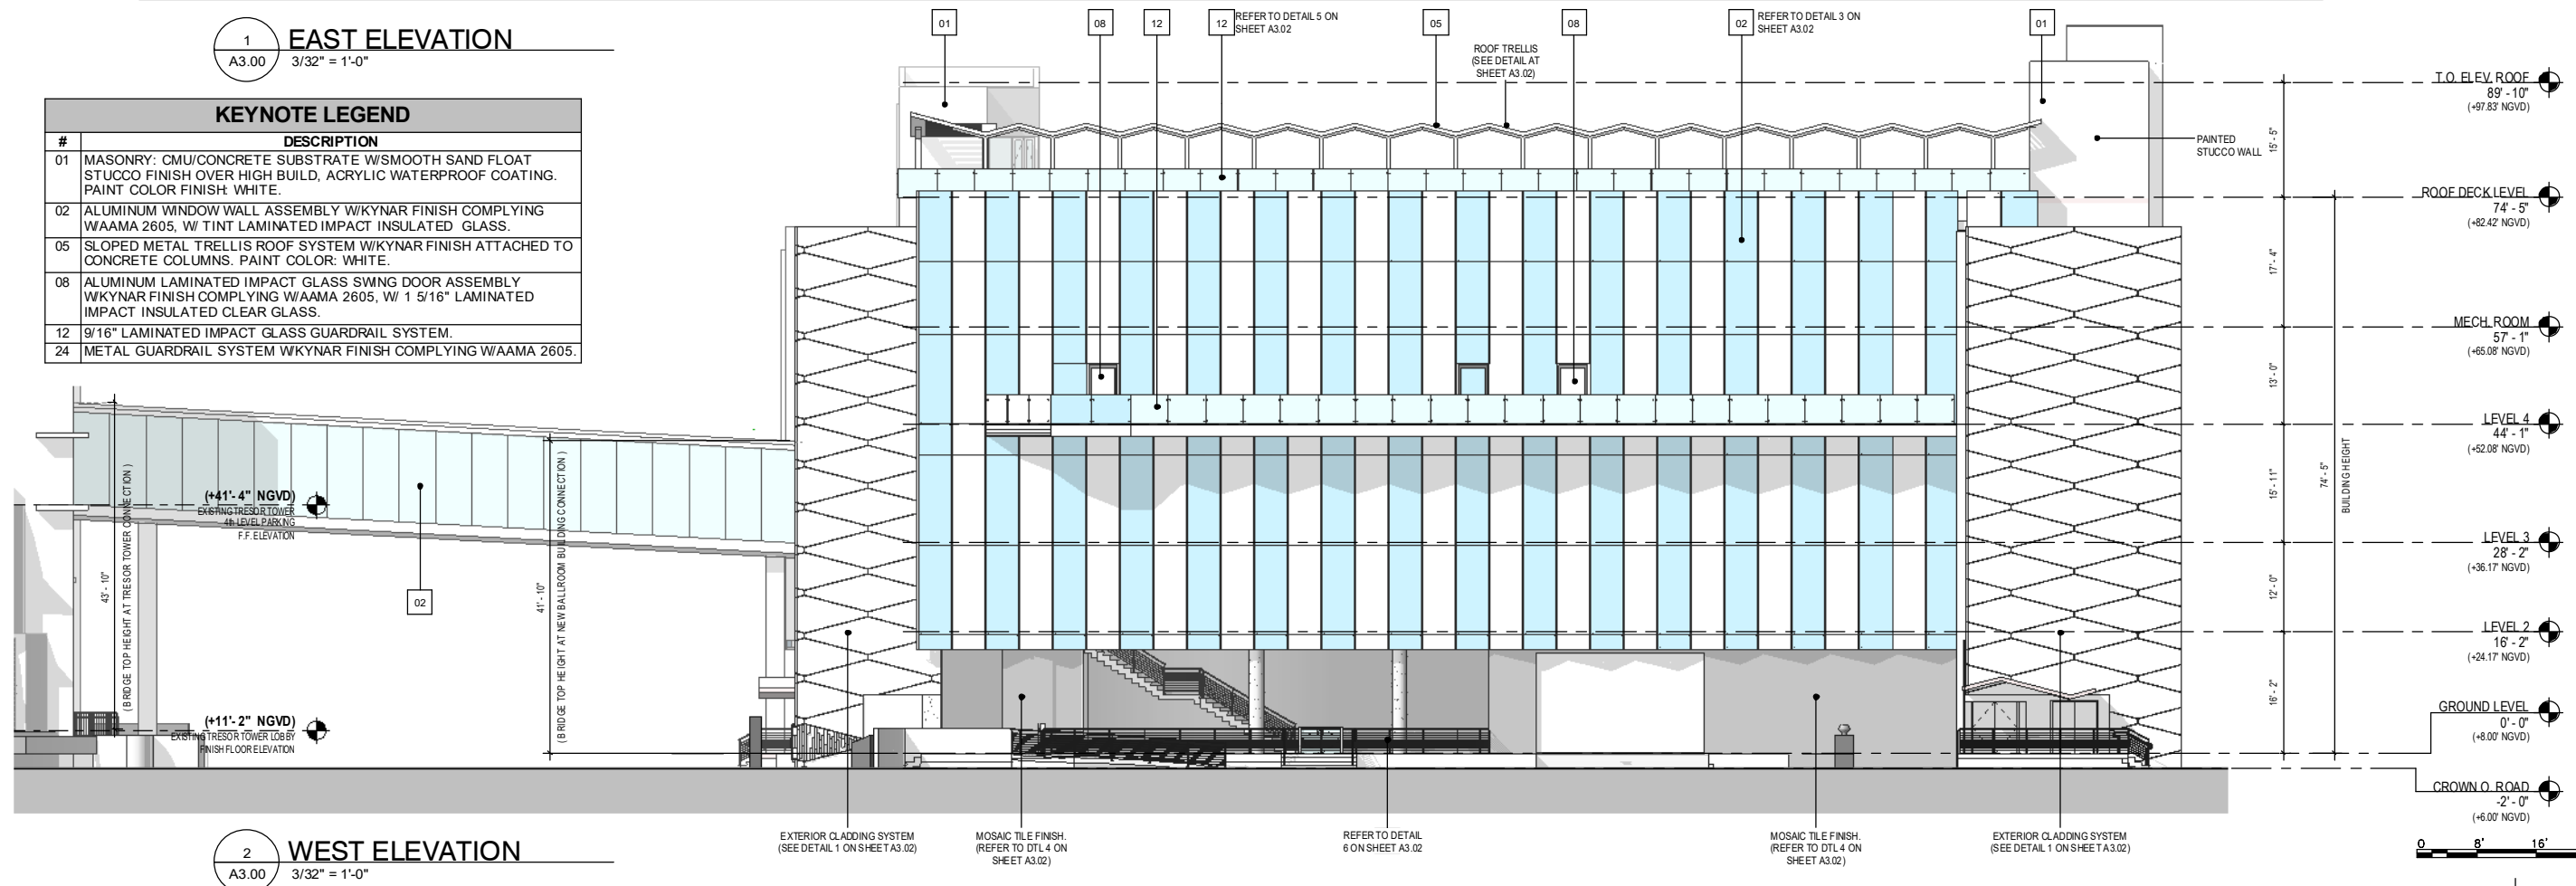 1
A3.00
EAST ELEVATION
3/32" = 1'-0"
KEYNOTE LEGEND
# DESCRIPTION
01 MASONRY: CMU/CONCRETE SUBSTRATE W/SMOOTH SAND FLOAT
STUCCO FINISH OVER HIGH BUILD, ACRYLIC WATERPROOF COATING.
PAINT COLOR FINISH: WHITE.
02 ALUMINUM WINDOW WALL ASSEMBLY W/KYNAR FINISH COMPLYING
W/AAMA 2605, W/ TINT LAMINATED IMPACT INSULATED GLASS.
05 SLOPED METAL TRELLIS ROOF SYSTEM W/KYNAR FINISH ATTACHED TO
CONCRETE COLUMNS. PAINT COLOR: WHITE.
08 ALUMINUM LAMINATED IMPACT GLASS SWING DOOR ASSEMBLY
W/KYNAR FINISH COMPLYING W/AAMA 2605, W/ 1 5/16" LAMINATED
IMPACT INSULATED CLEAR GLASS.
12 9/16" LAMINATED IMPACT GLASS GUARDRAIL SYSTEM.
24 METAL GUARDRAIL SYSTEM W/KYNAR FINISH COMPLYING W/AAMA 2605.
01
08
12
12
REFER TO DETAIL 5 ON
SHEET A3.02
05
ROOF TRELLIS
(SEE DETAIL AT
SHEET A3.02)
08
02
REFER TO DETAIL 3 ON
SHEET A3.02
01
PAINTED
STUCCO WALL
T.O. ELEV. ROOF
89' - 10"
(+97.83' NGVD)
15' - 5"
ROOF DECK LEVEL
74' - 5"
(+82.42' NGVD)
17' - 4"
MECH. ROOM
57' - 1"
(+65.08' NGVD)
13' - 0"
LEVEL 4
44' - 1"
(+52.08' NGVD)
15' - 11"
74' - 5"
BUILDING HEIGHT
LEVEL 3
28' - 2"
(+36.17' NGVD)
12' - 0"
LEVEL 2
16' - 2"
(+24.17' NGVD)
16' - 2"
GROUND LEVEL
0' - 0"
(+8.00' NGVD)
CROWN O. ROAD
-2' - 0"
(+6.00' NGVD)
0 8' 16'
(+41'- 4" NGVD)
EXISTING TRESOR TOWER
4th LEVEL PARKING
F.F. ELEVATION
43' - 10"
(BRIDGE TOP HEIGHT AT TRESOR TOWER CONNECTION)
02
41' - 10"
(BRIDGE TOP HEIGHT AT NEW BALLROOM BUILDING CONNECTION)
(+11'- 2" NGVD)
EXISTING TRESOR TOWER LOBBY
FINISH FLOOR ELEVATION
EXTERIOR CLADDING SYSTEM
(SEE DETAIL 1 ON SHEET A3.02)
MOSAIC TILE FINISH.
(REFER TO DTL 4 ON
SHEET A3.02)
REFER TO DETAIL
6 ON SHEET A3.02
MOSAIC TILE FINISH.
(REFER TO DTL 4 ON
SHEET A3.02)
EXTERIOR CLADDING SYSTEM
(SEE DETAIL 1 ON SHEET A3.02)
2
A3.00
WEST ELEVATION
3/32" = 1'-0"